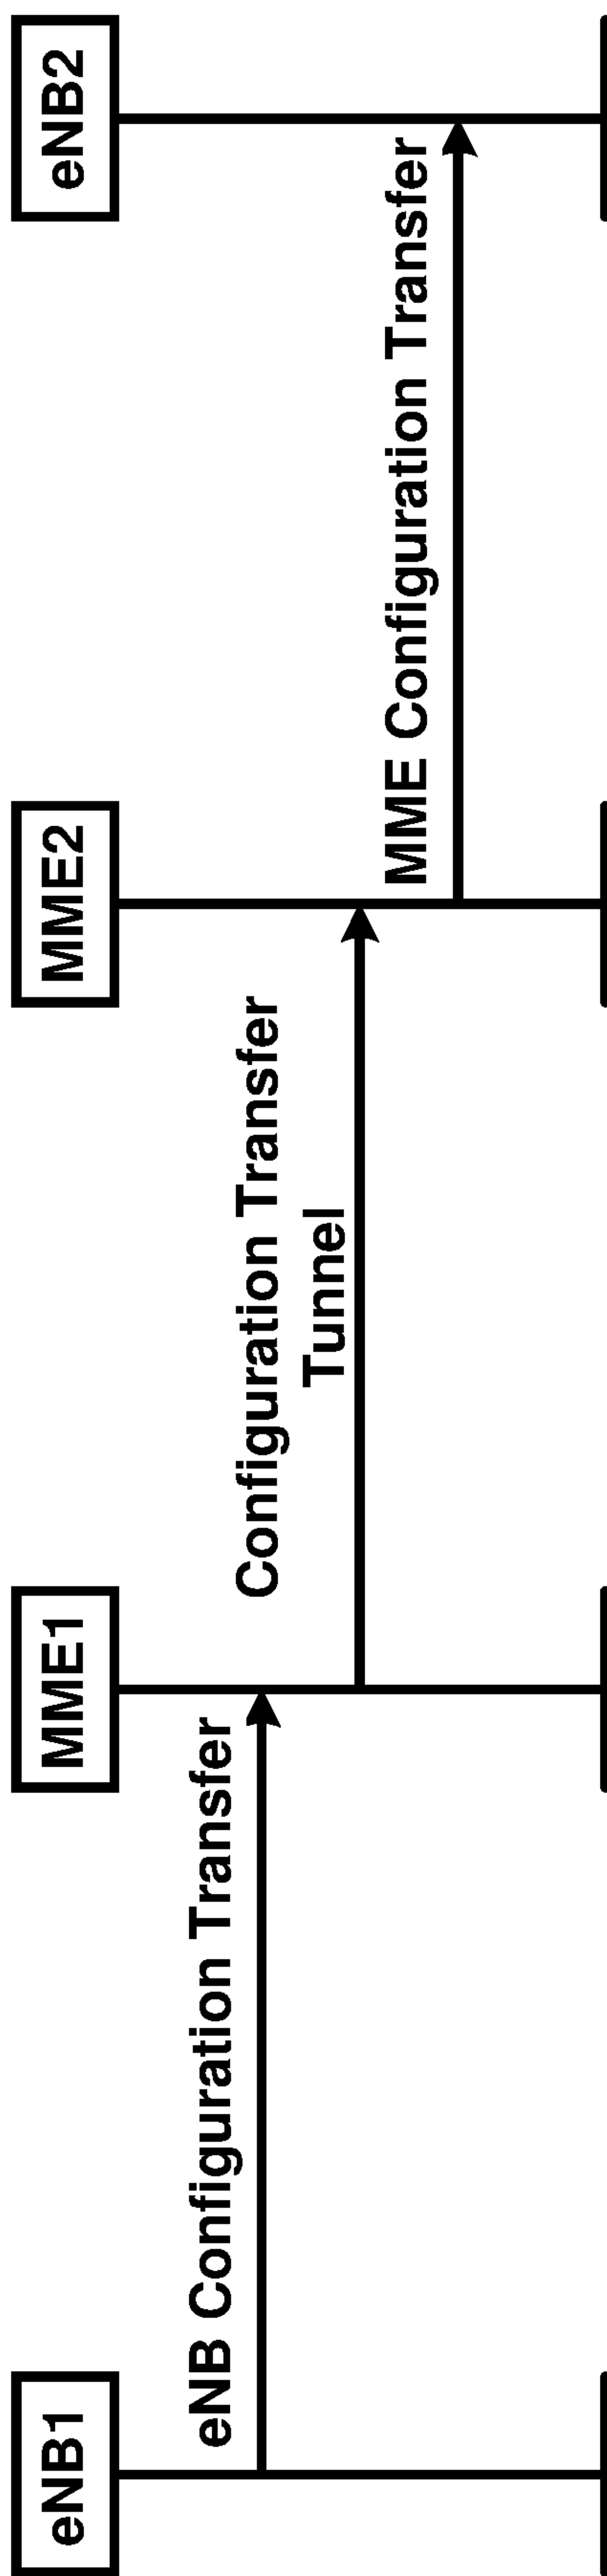 eNB1
MME1
MME2
eNB2
eNB Configuration Transfer
Configuration Transfer
Tunnel
MME Configuration Transfer